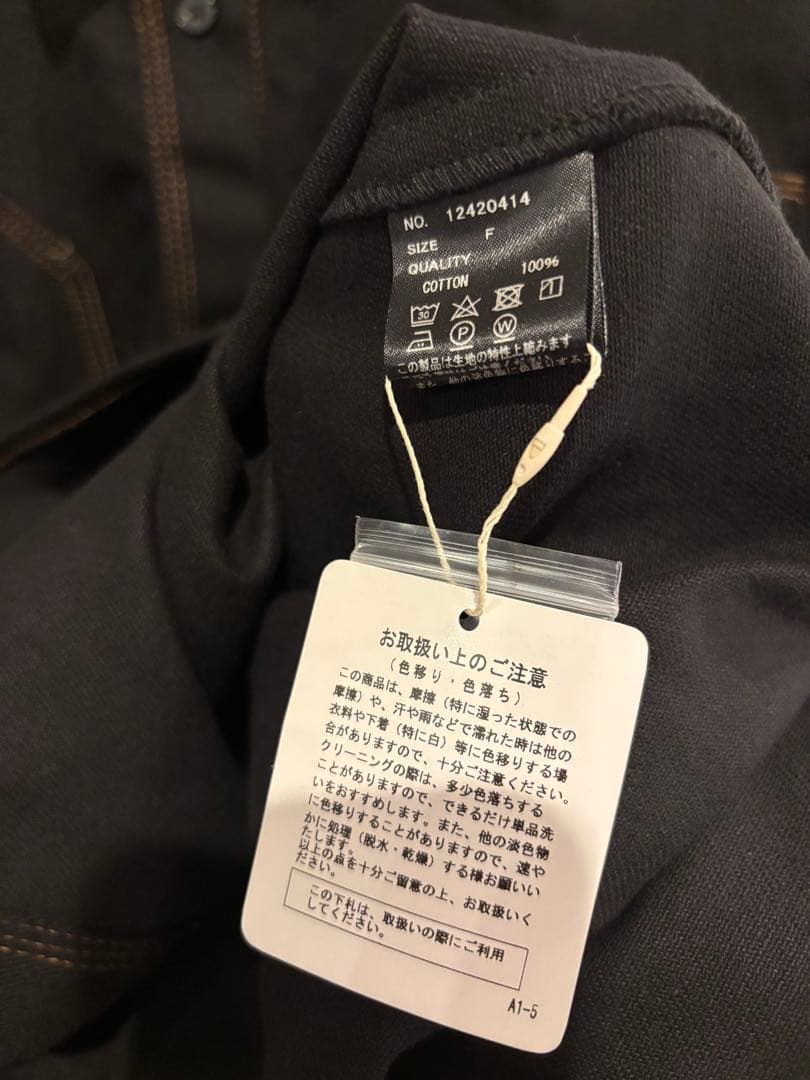 NO. 12420414
SIZE F
QUALITY
COTTON 100%
30
P W
この製品は生地の特性上縮みます
また、他の淡色
お取扱い上のご注意
(色移り・色落ち)
この商品は、摩擦(特に湿った状態での
摩擦)や、汗や雨などで濡れた時は他の
衣料や下着(特に白)等に色移りする場
合がありますので、十分ご注意ください。
クリーニングの際は、多少色落ちする
ことがありますので、できるだけ単品洗
いをおすすめします。また、他の淡色物
に色移りすることがありますので、速や
かに処理(脱水・乾燥)する様お願いい
たします。
以上の点を十分ご留意の上、お取扱いく
ださい。
この下札は、取扱いの際にご利用
してください。
A1-5